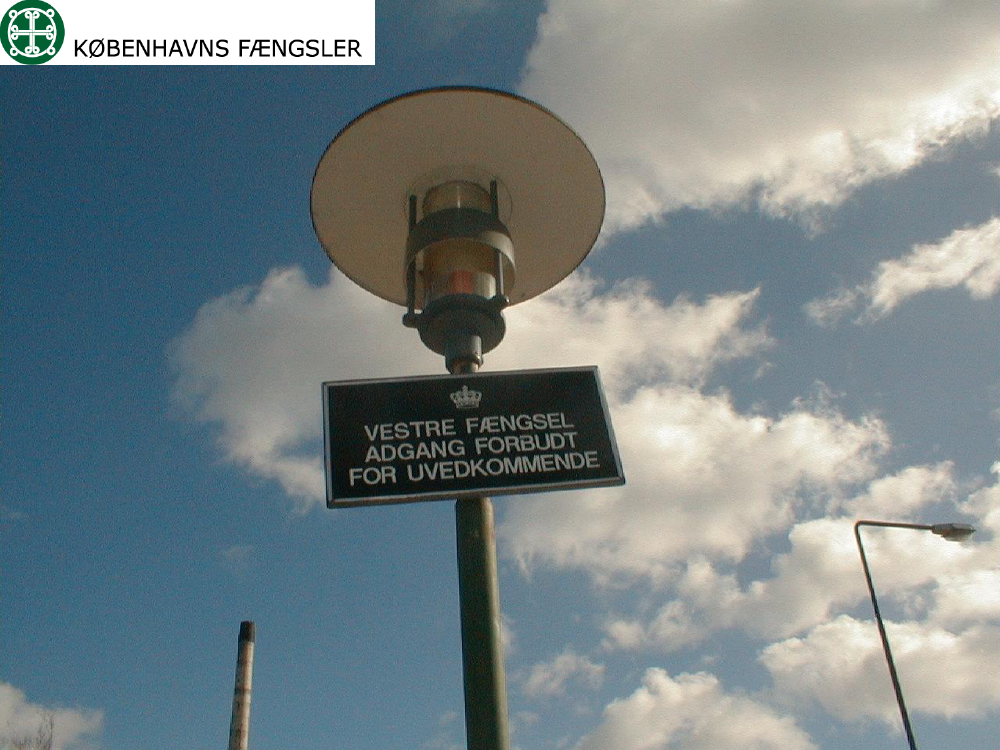 KØBENHAVNS FÆNGSLER
VESTRE FÆNGSEL
ADGANG FORBUDT
FOR UVEDKOMMENDE